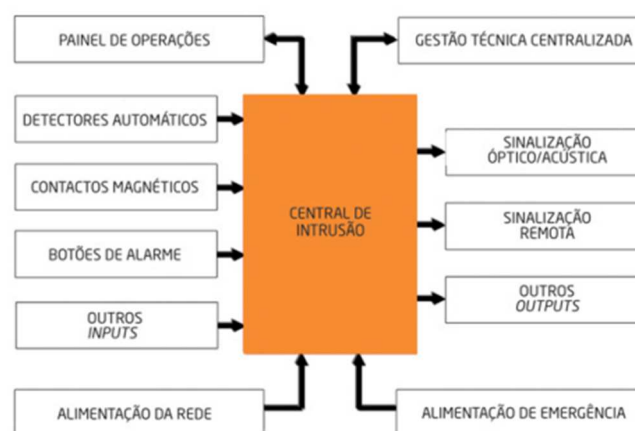 PAINEL DE OPERAÇÕES
GESTÃO TÉCNICA CENTRALIZADA
DETECTORES AUTOMÁTICOS
CONTACTOS MAGNÉTICOS
BOTÕES DE ALARME
OUTROS
INPUTS
CENTRAL DE
INTRUSÃO
SINALIZAÇÃO
ÓPTICO/ACÚSTICA
SINALIZAÇÃO
REMOTA
OUTROS
OUTPUTS
ALIMENTAÇÃO DA REDE
ALIMENTAÇÃO DE EMERGÊNCIA